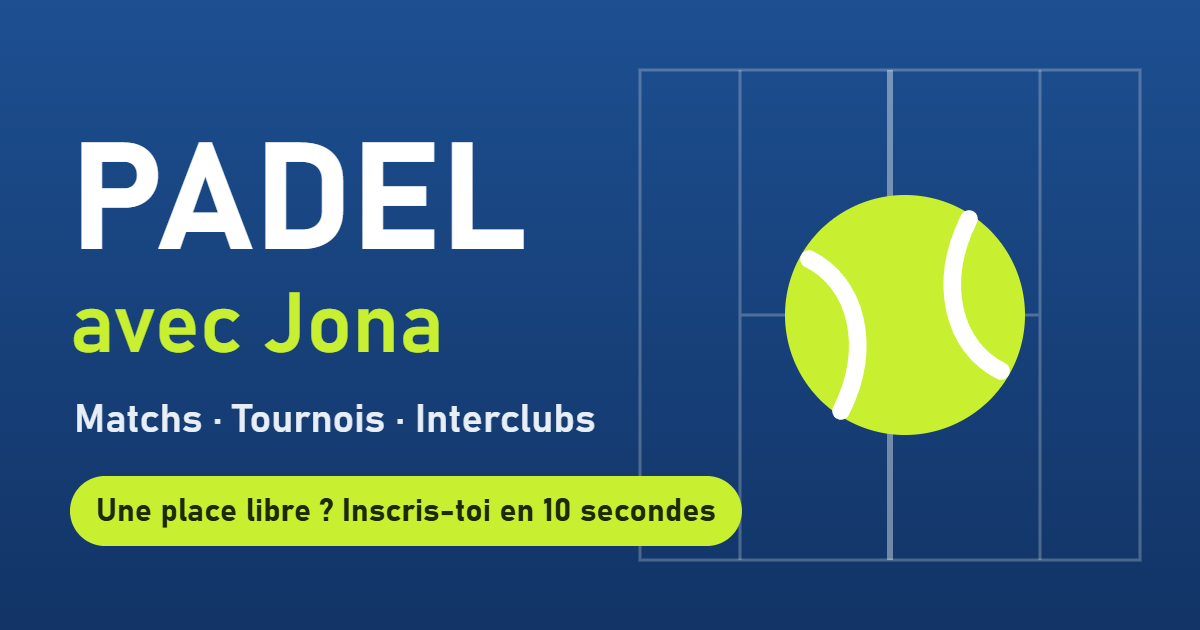 PADEL
avec Jona
Matchs · Tournois · Interclubs
Une place libre ? Inscris-toi en 10 secondes